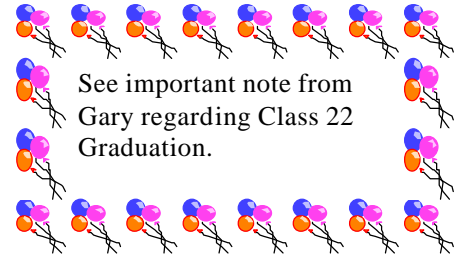 See important note from
Gary regarding Class 22
Graduation.